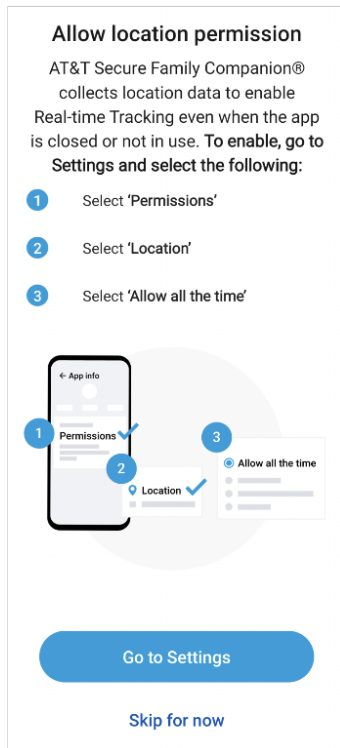 Allow location permission
AT&T Secure Family Companion®
collects location data to enable
Real-time Tracking even when the app
is closed or not in use. To enable, go to
Settings and select the following:
1 Select 'Permissions'
2 Select 'Location'
3 Select 'Allow all the time'
← App info
1 Permissions
2 Location
3 Allow all the time
Go to Settings
Skip for now